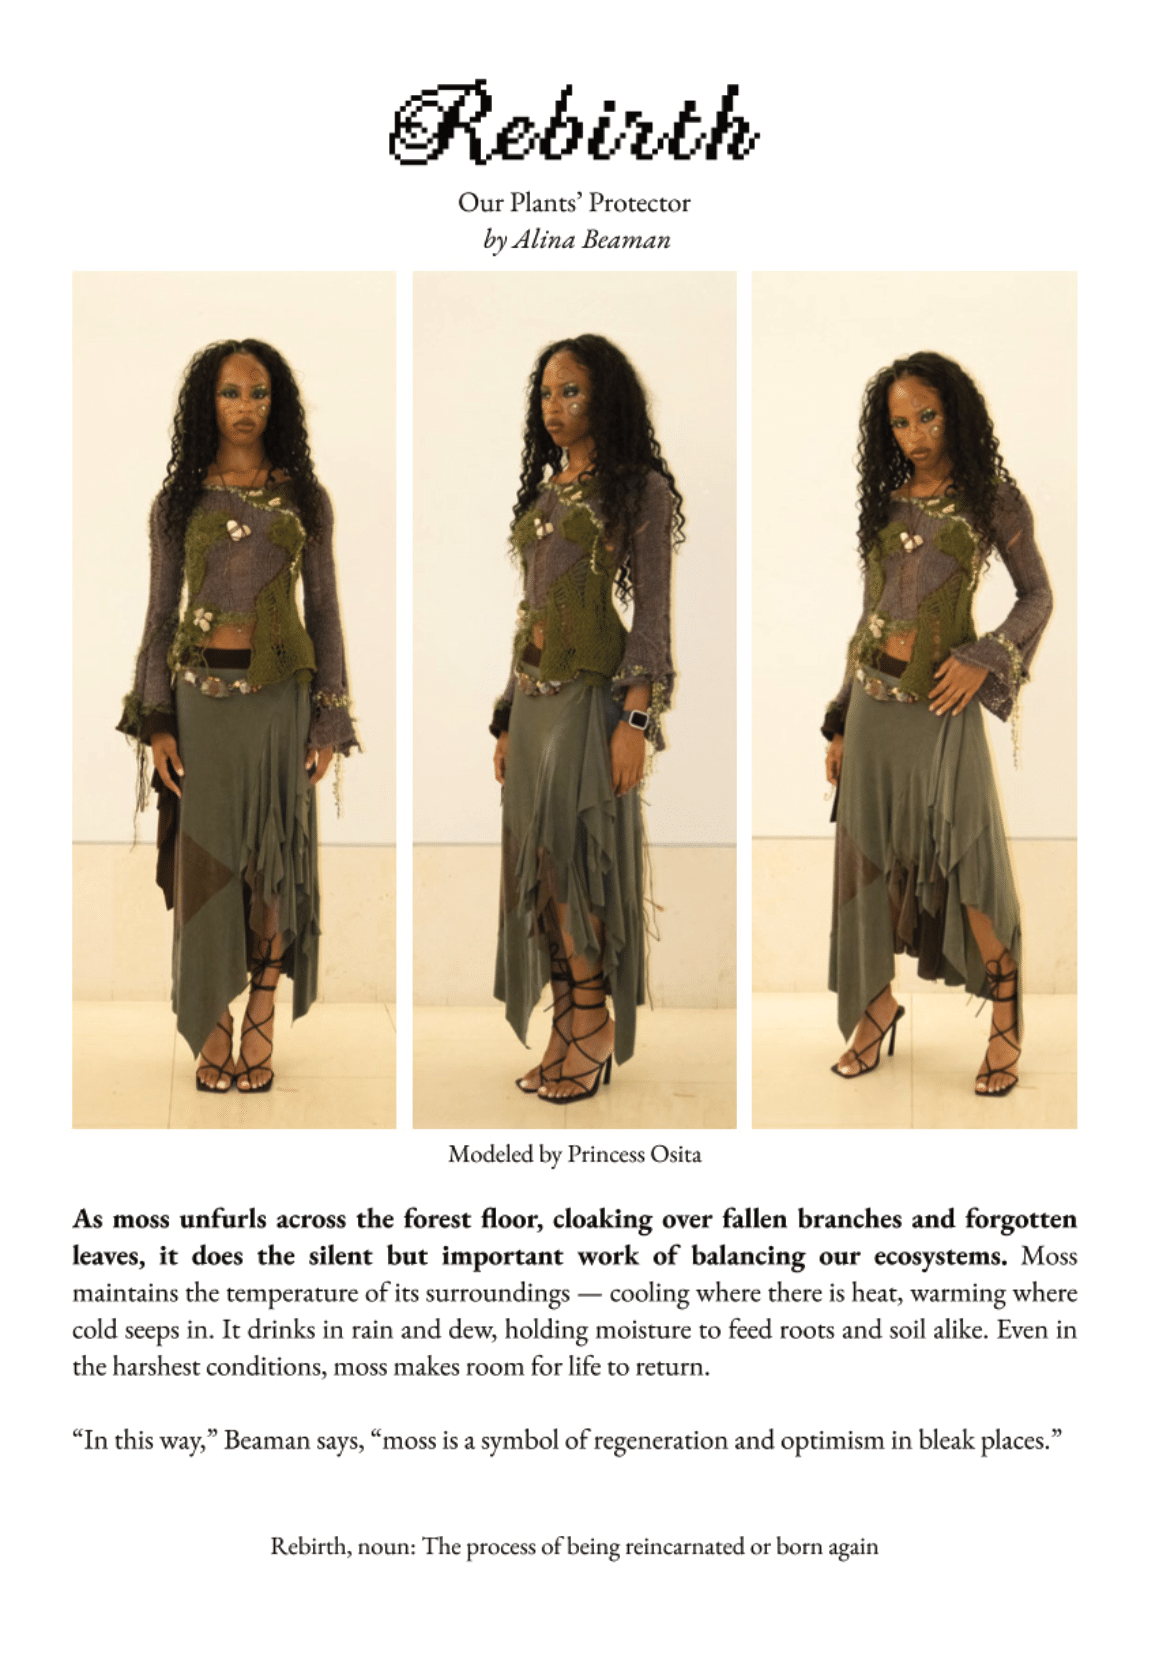 Rebirth
Our Plants’ Protector
by Alina Beaman
Modeled by Princess Osita
As moss unfurls across the forest floor, cloaking over fallen branches and forgotten
leaves, it does the silent but important work of balancing our ecosystems. Moss
maintains the temperature of its surroundings — cooling where there is heat, warming where
cold seeps in. It drinks in rain and dew, holding moisture to feed roots and soil alike. Even in
the harshest conditions, moss makes room for life to return.
“In this way,” Beaman says, “moss is a symbol of regeneration and optimism in bleak places.”
Rebirth, noun: The process of being reincarnated or born again